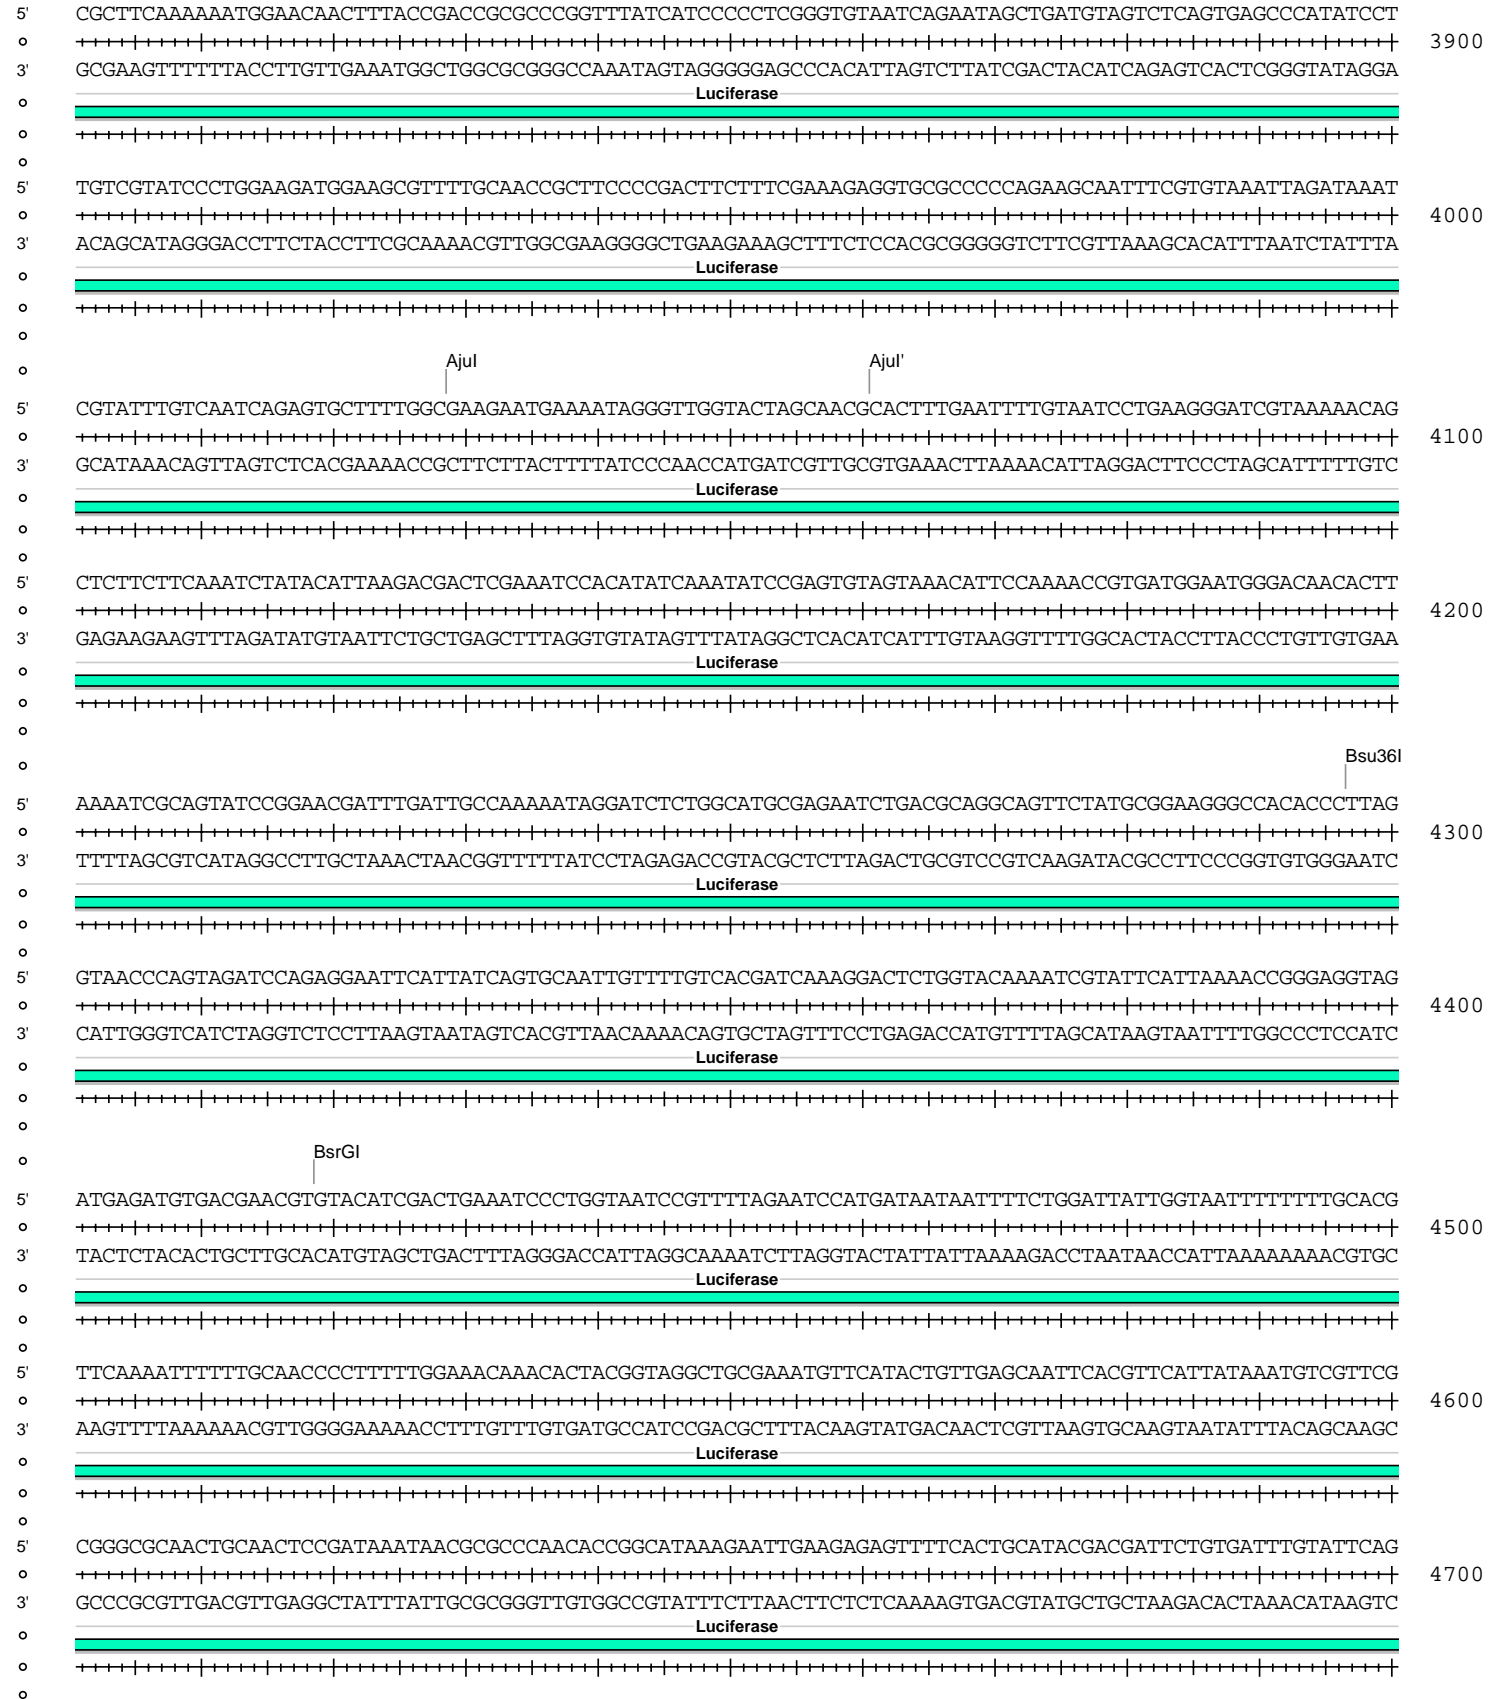 5' CGCTTCAAAAAATGGAACAACTTTACCGACCGCGCCCGGTTTATCATCCCCCTCGGGTGTAATCAGAATAGCTGATGTAGTCTCAGTGAGCCCATATCCT
3900
3' GCGAAGTTTTTTACCTTGTTGAAATGGCTGGCGCGGGCCAAATAGTAGGGGGAGCCCACATTAGTCTTATCGACTACATCAGAGTCACTCGGGTATAGGA
Luciferase
5' TGTCGTATCCCTGGAAGATGGAAGCGTTTTGCAACCGCTTCCCCGACTTCTTTCGAAAGAGGTGCGCCCCCAGAAGCAATTTCGTGTAAATTAGATAAAT
4000
3' ACAGCATAGGGACCTTCTACCTTCGCAAAACGTTGGCGAAGGGGCTGAAGAAAGCTTTCTCCACGCGGGGGTCTTCGTTAAAGCACATTTAATCTATTTA
Luciferase
AjuI AjuI'
5' CGTATTTGTCAATCAGAGTGCTTTTGGCGAAGAATGAAAATAGGGTTGGTACTAGCAACGCACTTTGAATTTTGTAATCCTGAAGGGATCGTAAAAACAG
4100
3' GCATAAACAGTTAGTCTCACGAAAACCGCTTCTTACTTTTATCCCAACCATGATCGTTGCGTGAAACTTAAAACATTAGGACTTCCCTAGCATTTTTGTC
Luciferase
5' CTCTTCTTCAAATCTATACATTAAGACGACTCGAAATCCACATATCAAATATCCGAGTGTAGTAAACATTCCAAAACCGTGATGGAATGGGACAACACTT
4200
3' GAGAAGAAGTTTAGATATGTAATTCTGCTGAGCTTTAGGTGTATAGTTTATAGGCTCACATCATTTGTAAGGTTTTGGCACTACCTTACCCTGTTGTGAA
Luciferase
Bsu36I
5' AAAATCGCAGTATCCGGAACGATTTGATTGCCAAAAATAGGATCTCTGGCATGCGAGAATCTGACGCAGGCAGTTCTATGCGGAAGGGCCACACCCTTAG
4300
3' TTTTAGCGTCATAGGCCTTGCTAAACTAACGGTTTTTATCCTAGAGACCGTACGCTCTTAGACTGCGTCCGTCAAGATACGCCTTCCCGGTGTGGGAATC
Luciferase
5' GTAACCCAGTAGATCCAGAGGAATTCATTATCAGTGCAATTGTTTTGTCACGATCAAAGGACTCTGGTACAAAATCGTATTCATTAAAACCGGGAGGTAG
4400
3' CATTGGGTCATCTAGGTCTCCTTAAGTAATAGTCACGTTAACAAAACAGTGCTAGTTTCCTGAGACCATGTTTTAGCATAAGTAATTTTGGCCCTCCATC
Luciferase
BsrGI
5' ATGAGATGTGACGAACGTGTACATCGACTGAAATCCCTGGTAATCCGTTTTAGAATCCATGATAATAATTTTCTGGATTATTGGTAATTTTTTTTGCACG
4500
3' TACTCTACACTGCTTGCACATGTAGCTGACTTTAGGGACCATTAGGCAAAATCTTAGGTACTATTATTAAAAGACCTAATAACCATTAAAAAAAACGTGC
Luciferase
5' TTCAAAATTTTTTGCAACCCCTTTTTGGAAACAAACACTACGGTAGGCTGCGAAATGTTCATACTGTTGAGCAATTCACGTTCATTATAAATGTCGTTCG
4600
3' AAGTTTTAAAAAACGTTGGGGAAAAACCTTTGTTTGTGATGCCATCCGACGCTTTACAAGTATGACAACTCGTTAAGTGCAAGTAATATTTACAGCAAGC
Luciferase
5' CGGGCGCAACTGCAACTCCGATAAATAACGCGCCCAACACCGGCATAAAGAATTGAAGAGAGTTTTCACTGCATACGACGATTCTGTGATTTGTATTCAG
4700
3' GCCCGCGTTGACGTTGAGGCTATTTATTGCGCGGGTTGTGGCCGTATTTCTTAACTTCTCTCAAAAGTGACGTATGCTGCTAAGACACTAAACATAAGTC
Luciferase